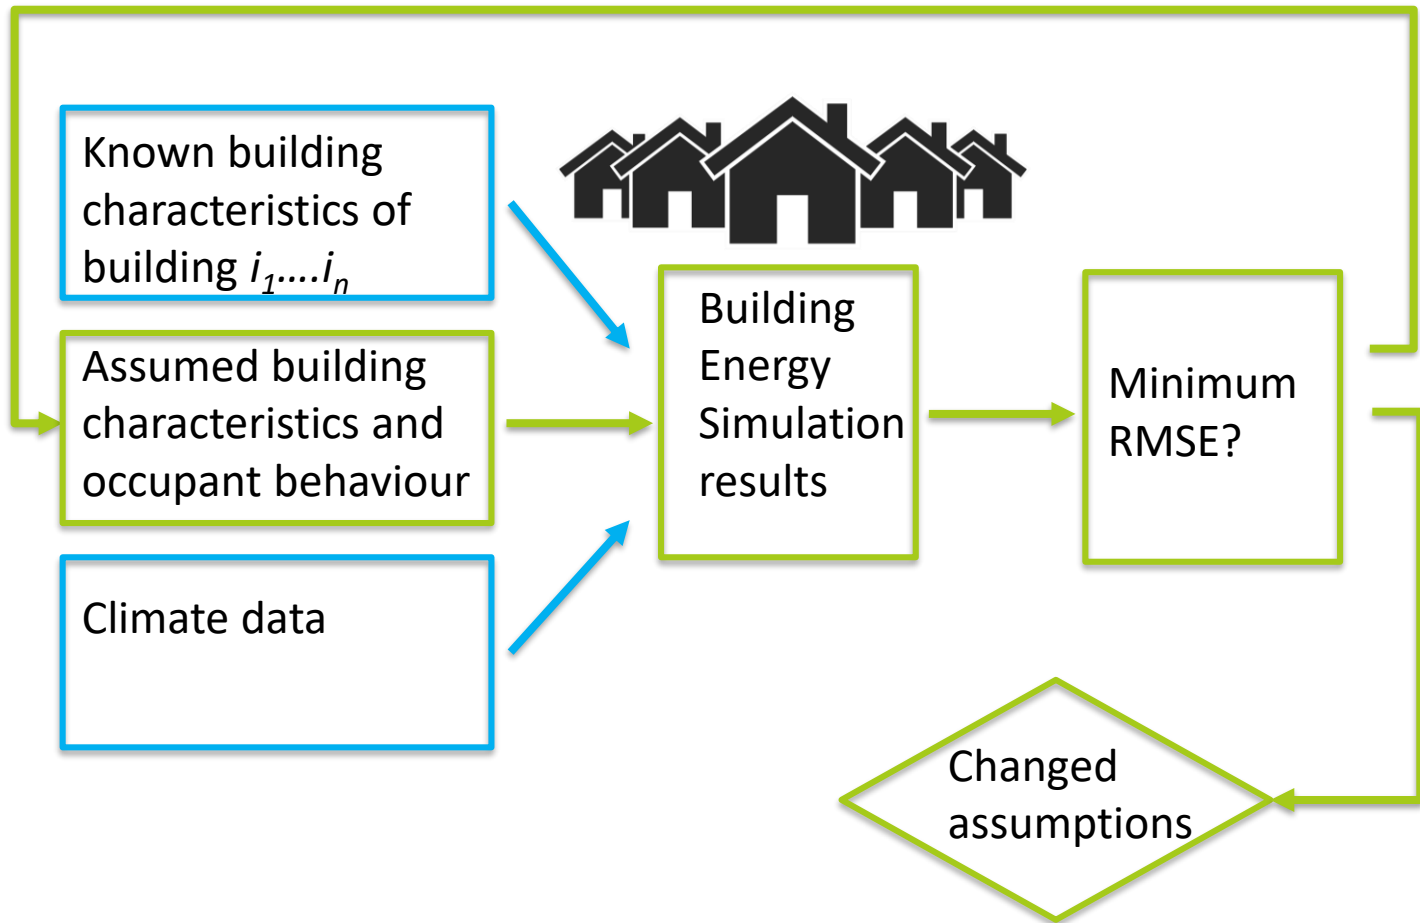 Known building
characteristics of
building i₁....iₙ
Assumed building
characteristics and
occupant behaviour
Climate data
Building
Energy
Simulation
results
Minimum
RMSE?
Changed
assumptions